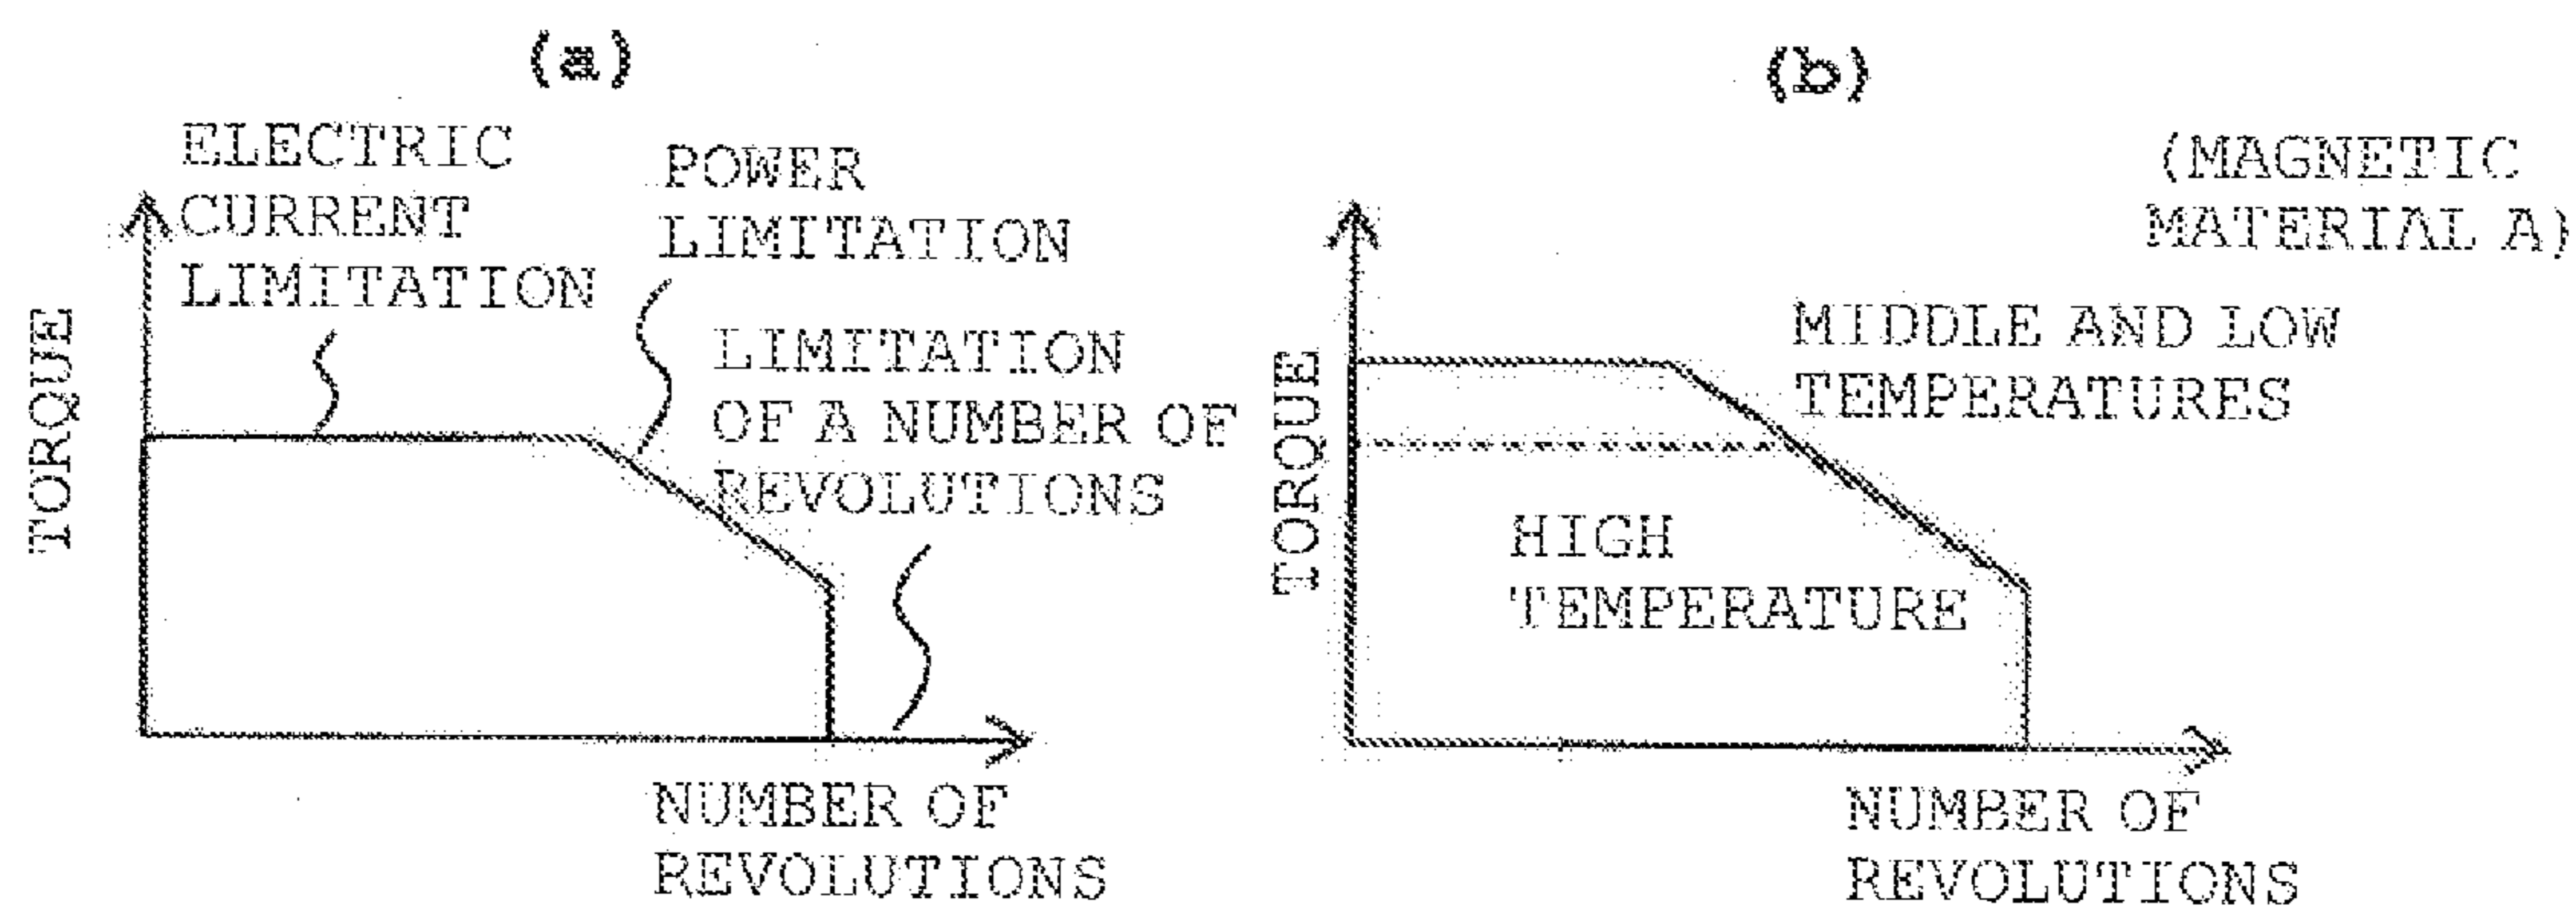 (a)
ELECTRIC
CURRENT
LIMITATION
POWER
LIMITATION
LIMITATION
OF A NUMBER OF
REVOLUTIONS
TORQUE
NUMBER OF
REVOLUTIONS
(b)
(MAGNETIC
MATERIAL A)
MIDDLE AND LOW
TEMPERATURES
HIGH
TEMPERATURE
TORQUE
NUMBER OF
REVOLUTIONS